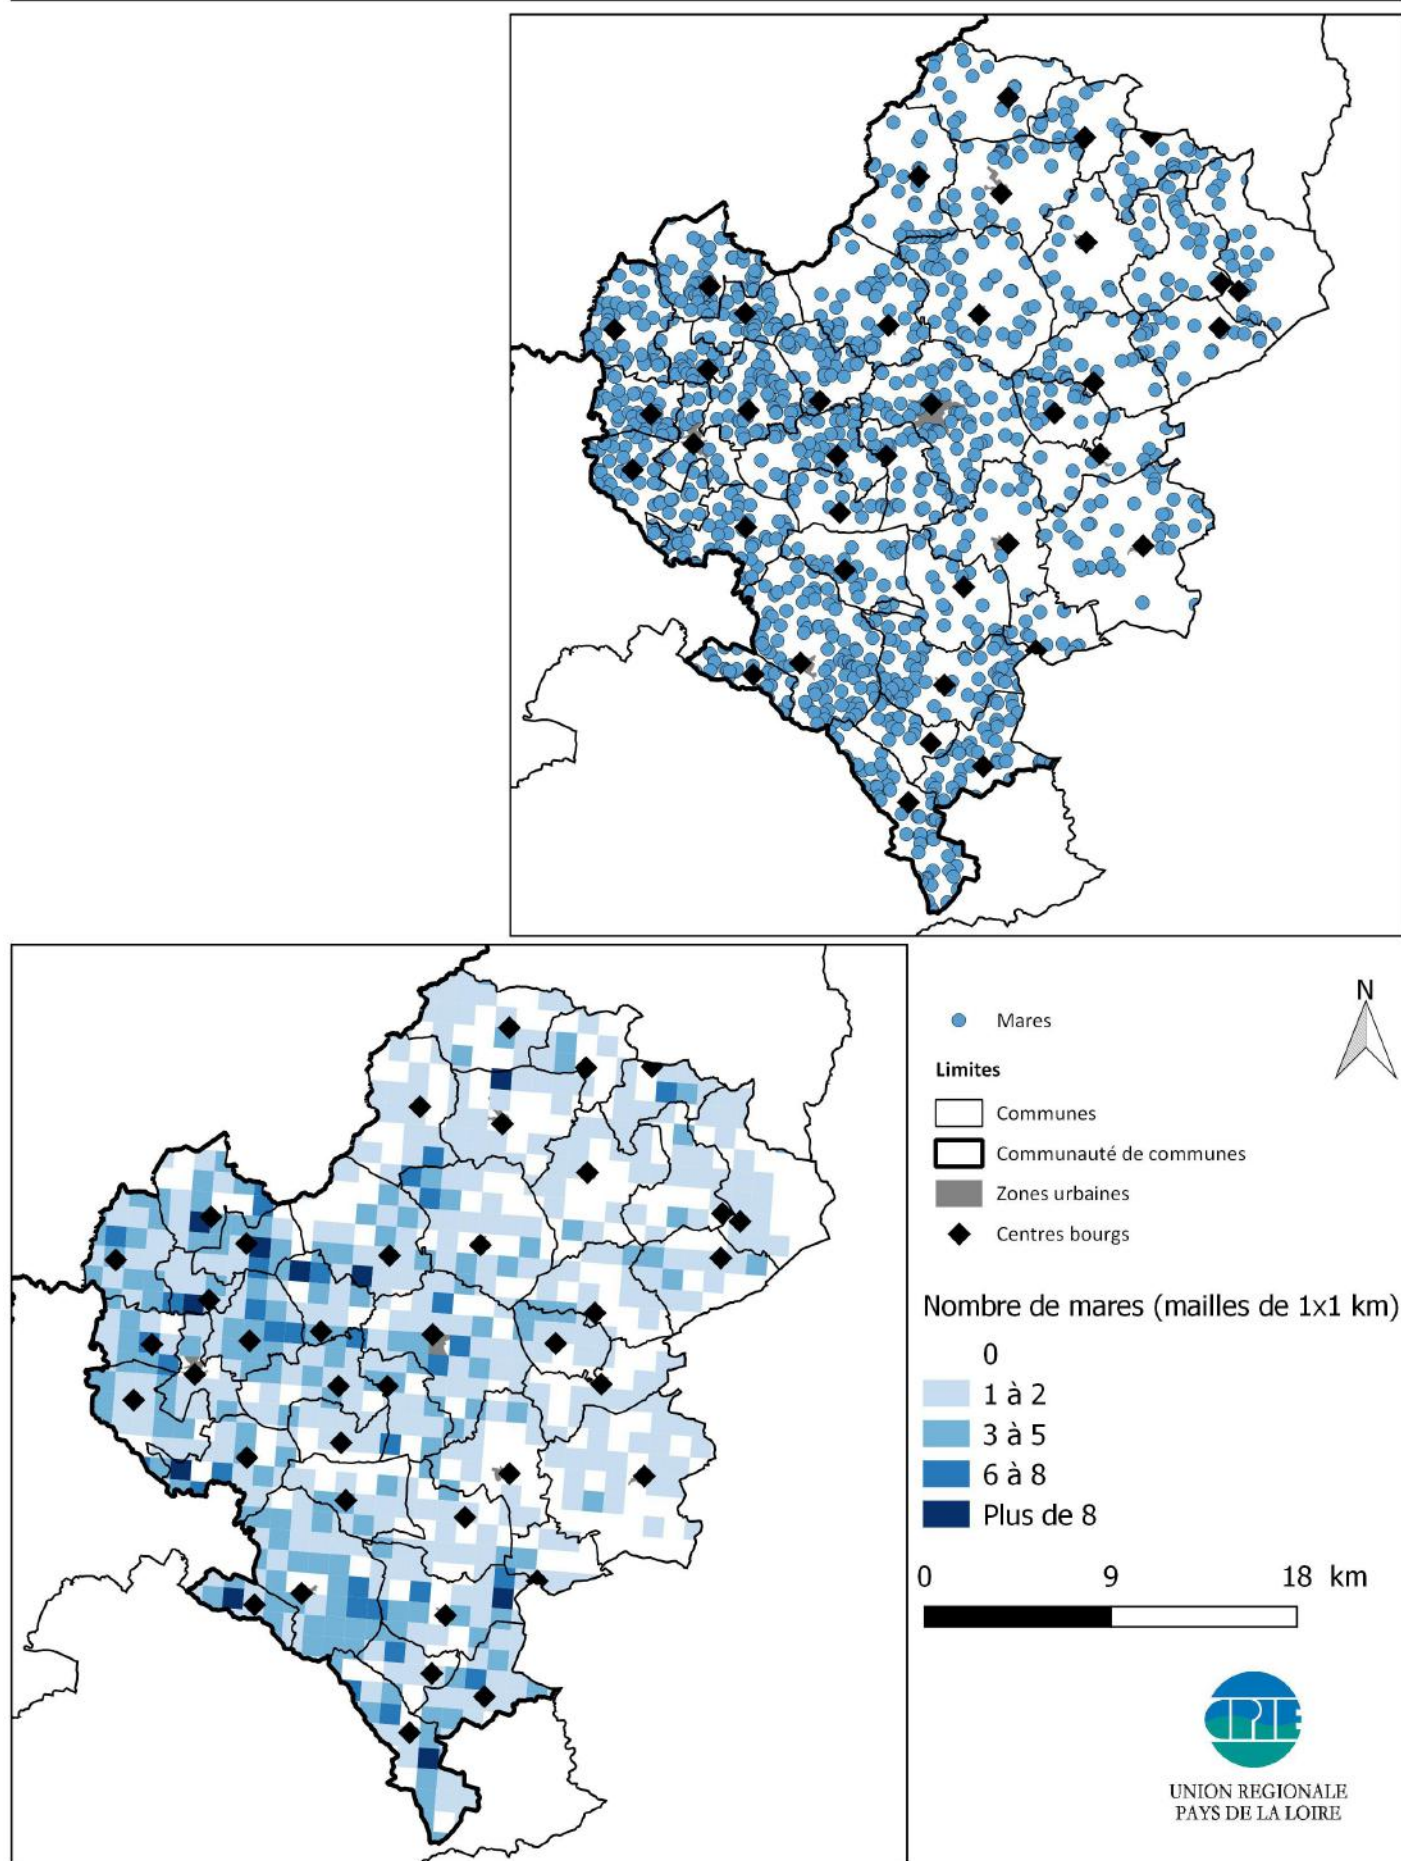 N
Mares
Limites
Communes
Communauté de communes
Zones urbaines
Centres bourgs
Nombre de mares (mailles de 1x1 km)
0
1 à 2
3 à 5
6 à 8
Plus de 8
0 9 18 km
CPIE
UNION REGIONALE
PAYS DE LA LOIRE